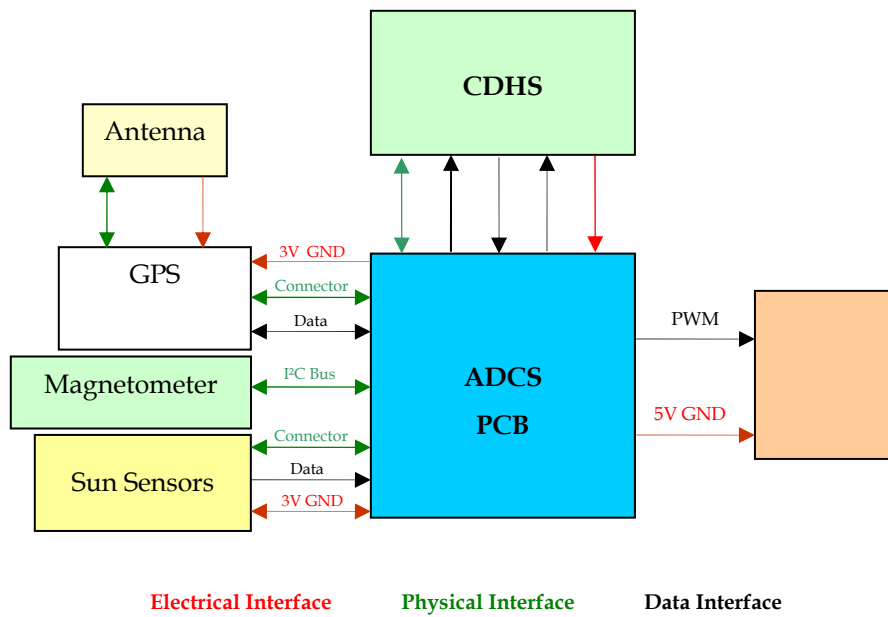 CDHS
Antenna
GPS
3V GND
Connector
Data
PWM
Magnetometer
I²C Bus
ADCS
PCB
5V GND
Sun Sensors
Connector
Data
3V GND
Electrical Interface
Physical Interface
Data Interface